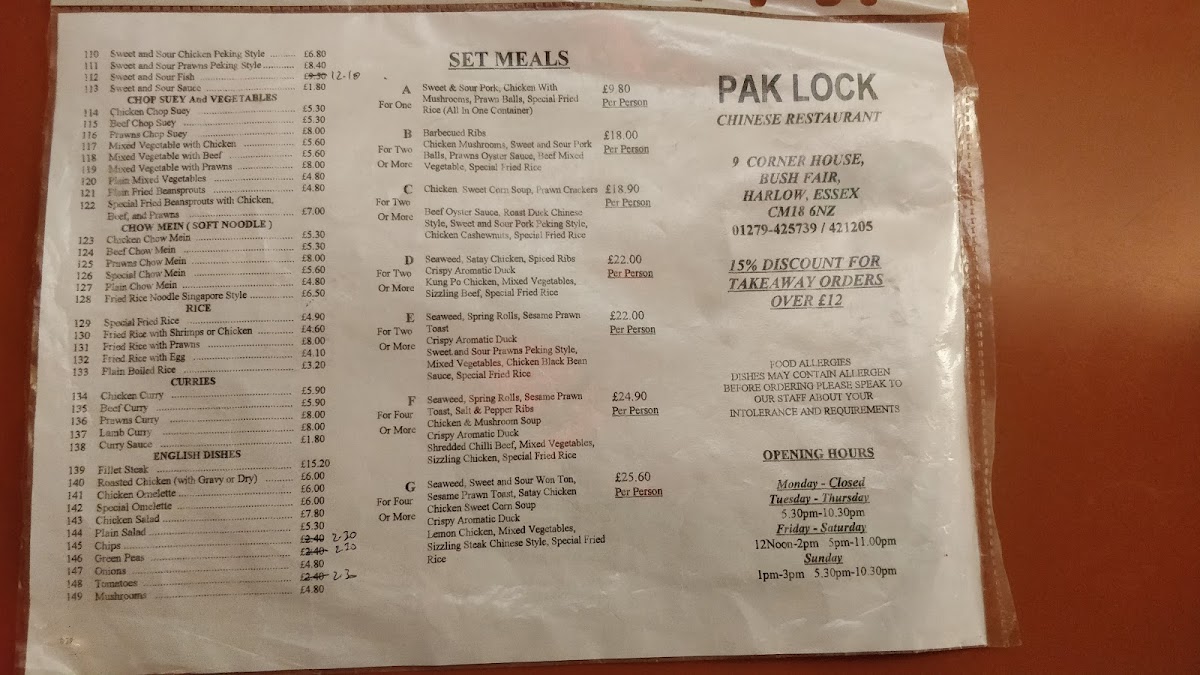 110 Sweet and Sour Chicken Peking Style £6.80
111 Sweet and Sour Prawns Peking Style £8.40
112 Sweet and Sour Fish £9.30 12.10
113 Sweet and Sour Sauce £1.80
CHOP SUEY And VEGETABLES
114 Chicken Chop Suey £5.30
115 Beef Chop Suey £5.30
116 Prawns Chop Suey £8.00
117 Mixed Vegetable with Chicken £5.60
118 Mixed Vegetable with Beef £5.60
119 Mixed Vegetable with Prawns £8.00
120 Plain Mixed Vegetables £4.80
121 Plain Fried Beansprouts £4.80
122 Special Fried Beansprouts with Chicken,
Beef, and Prawns £7.00
CHOW MEIN ( SOFT NOODLE )
123 Chicken Chow Mein £5.30
124 Beef Chow Mein £5.30
125 Prawns Chow Mein £8.00
126 Special Chow Mein £5.60
127 Plain Chow Mein £4.80
128 Fried Rice Noodle Singapore Style £6.50
RICE
129 Special Fried Rice £4.90
130 Fried Rice with Shrimps or Chicken £4.60
131 Fried Rice with Prawns £8.00
132 Fried Rice with Egg £4.10
133 Plain Boiled Rice £3.20
CURRIES
134 Chicken Curry £5.90
135 Beef Curry £5.90
136 Prawns Curry £8.00
137 Lamb Curry £8.00
138 Curry Sauce £1.80
ENGLISH DISHES
139 Fillet Steak £15.20
140 Roasted Chicken (with Gravy or Dry) £6.00
141 Chicken Omelette £6.00
142 Special Omelette £6.00
143 Chicken Salad £7.80
144 Plain Salad £5.30
145 Chips £2.40 2.30
146 Green Peas £2.40
147 Onions £4.80
148 Tomatoes £2.40 2.30
149 Mushrooms £4.80
SET MEALS
A Sweet & Sour Pork, Chicken With £9.80
For One Mushrooms, Prawn Balls, Special Fried Per Person
Rice (All In One Container)
B Barbecued Ribs £18.00
For Two Chicken Mushrooms, Sweet and Sour Pork Per Person
Or More Balls, Prawns Oyster Sauce, Beef Mixed
Vegetable, Special Fried Rice
C Chicken Sweet Corn Soup, Prawn Crackers £18.90
For Two Per Person
Or More Beef Oyster Sauce, Roast Duck Chinese
Style, Sweet and Sour Pork Peking Style,
Chicken Cashewnuts, Special Fried Rice
D Seaweed, Satay Chicken, Spiced Ribs £22.00
For Two Crispy Aromatic Duck Per Person
Or More Kung Po Chicken, Mixed Vegetables,
Sizzling Beef, Special Fried Rice
E Seaweed, Spring Rolls, Sesame Prawn £22.00
For Two Toast Per Person
Or More Crispy Aromatic Duck
Sweet and Sour Prawns Peking Style,
Mixed Vegetables, Chicken Black Bean
Sauce, Special Fried Rice
F Seaweed, Spring Rolls, Sesame Prawn £24.90
For Four Toast, Salt & Pepper Ribs Per Person
Or More Chicken & Mushroom Soup
Crispy Aromatic Duck
Shredded Chilli Beef, Mixed Vegetables,
Sizzling Chicken, Special Fried Rice
G Seaweed, Sweet and Sour Won Ton, £25.60
For Four Sesame Prawn Toast, Satay Chicken Per Person
Or More Chicken Sweet Corn Soup
Crispy Aromatic Duck
Lemon Chicken, Mixed Vegetables,
Sizzling Steak Chinese Style, Special Fried
Rice
PAK LOCK
CHINESE RESTAURANT
9 CORNER HOUSE,
BUSH FAIR,
HARLOW, ESSEX
CM18 6NZ
01279-425739 / 421205
15% DISCOUNT FOR
TAKEAWAY ORDERS
OVER £12
FOOD ALLERGIES
DISHES MAY CONTAIN ALLERGEN
BEFORE ORDERING PLEASE SPEAK TO
OUR STAFF ABOUT YOUR
INTOLERANCE AND REQUIREMENTS
OPENING HOURS
Monday - Closed
Tuesday - Thursday
5.30pm-10.30pm
Friday - Saturday
12Noon-2pm 5pm-11.00pm
Sunday
1pm-3pm 5.30pm-10.30pm